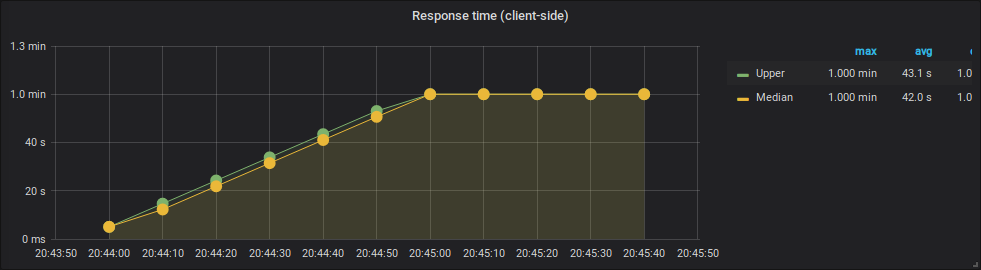 Response time (client-side)
1.3 min
1.0 min
40 s
20 s
0 ms
20:43:50 20:44:00 20:44:10 20:44:20 20:44:30 20:44:40 20:44:50 20:45:00 20:45:10 20:45:20 20:45:30 20:45:40 20:45:50
max avg
Upper 1.000 min 43.1 s 1.0
Median 1.000 min 42.0 s 1.0